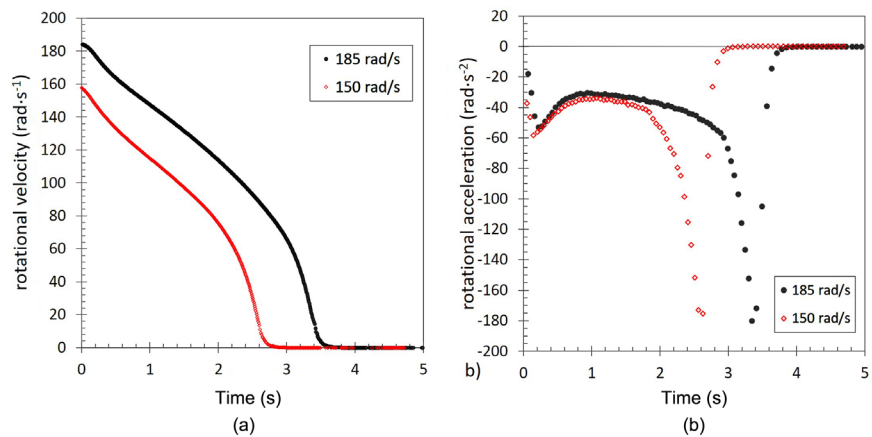 200
180
160
140
120
100
80
60
40
20
0
rotational velocity (rad·s⁻¹)
185 rad/s
150 rad/s
0 1 2 3 4 5
Time (s)
(a)
20
0
-20
-40
-60
-80
-100
-120
-140
-160
-180
-200
rotational acceleration (rad·s⁻²)
185 rad/s
150 rad/s
b)
0 1 2 3 4 5
Time (s)
(b)